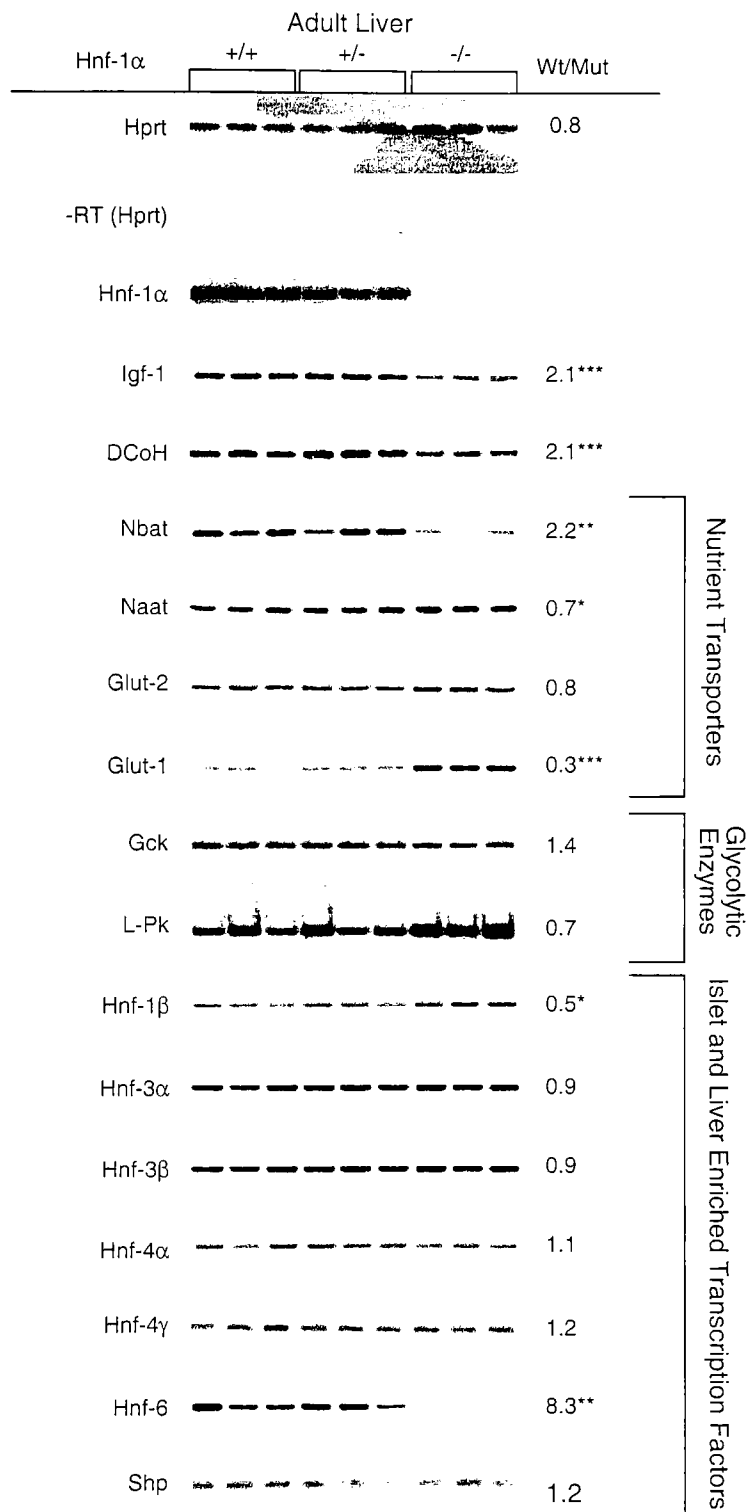 Adult Liver
Hnf-1α +/+ +/- -/- Wt/Mut
Hprt 0.8
-RT (Hprt)
Hnf-1α
Igf-1 2.1***
DCoH 2.1***
Nbat 2.2**
Naat 0.7*
Glut-2 0.8
Glut-1 0.3***
Nutrient Transporters
Gck 1.4
L-Pk 0.7
Glycolytic
Enzymes
Hnf-1β 0.5*
Hnf-3α 0.9
Hnf-3β 0.9
Hnf-4α 1.1
Hnf-4γ 1.2
Hnf-6 8.3**
Shp 1.2
Islet and Liver Enriched Transcription Factors